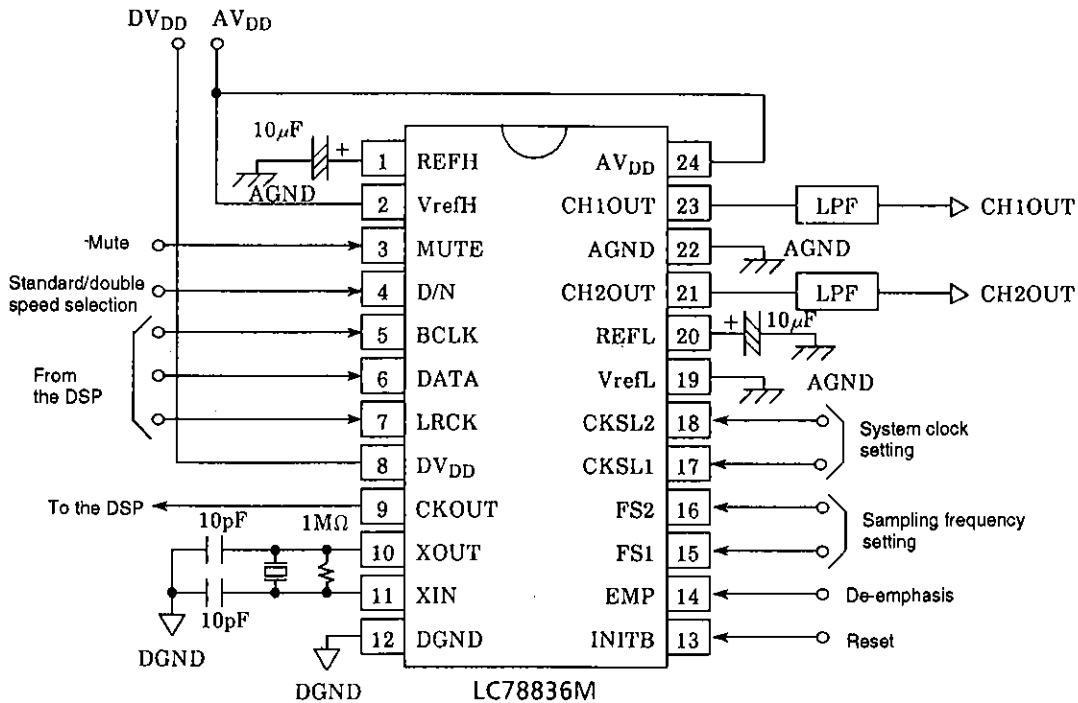 DVDD AVDD
10μF
+
AGND
1 REFH
2 VrefH
3 MUTE
4 D/N
5 BCLK
6 DATA
7 LRCK
8 DVDD
9 CKOUT
10 XOUT
11 XIN
12 DGND
-Mute
Standard/double
speed selection
From
the DSP
To the DSP
10pF
1MΩ
10pF
DGND
DGND
AVDD 24
CH1OUT 23
AGND 22
CH2OUT 21
REFL 20
VrefL 19
CKSL2 18
CKSL1 17
FS2 16
FS1 15
EMP 14
INITB 13
LPF
CH1OUT
AGND
LPF
CH2OUT
+
10μF
AGND
System clock
setting
Sampling frequency
setting
De-emphasis
Reset
LC78836M